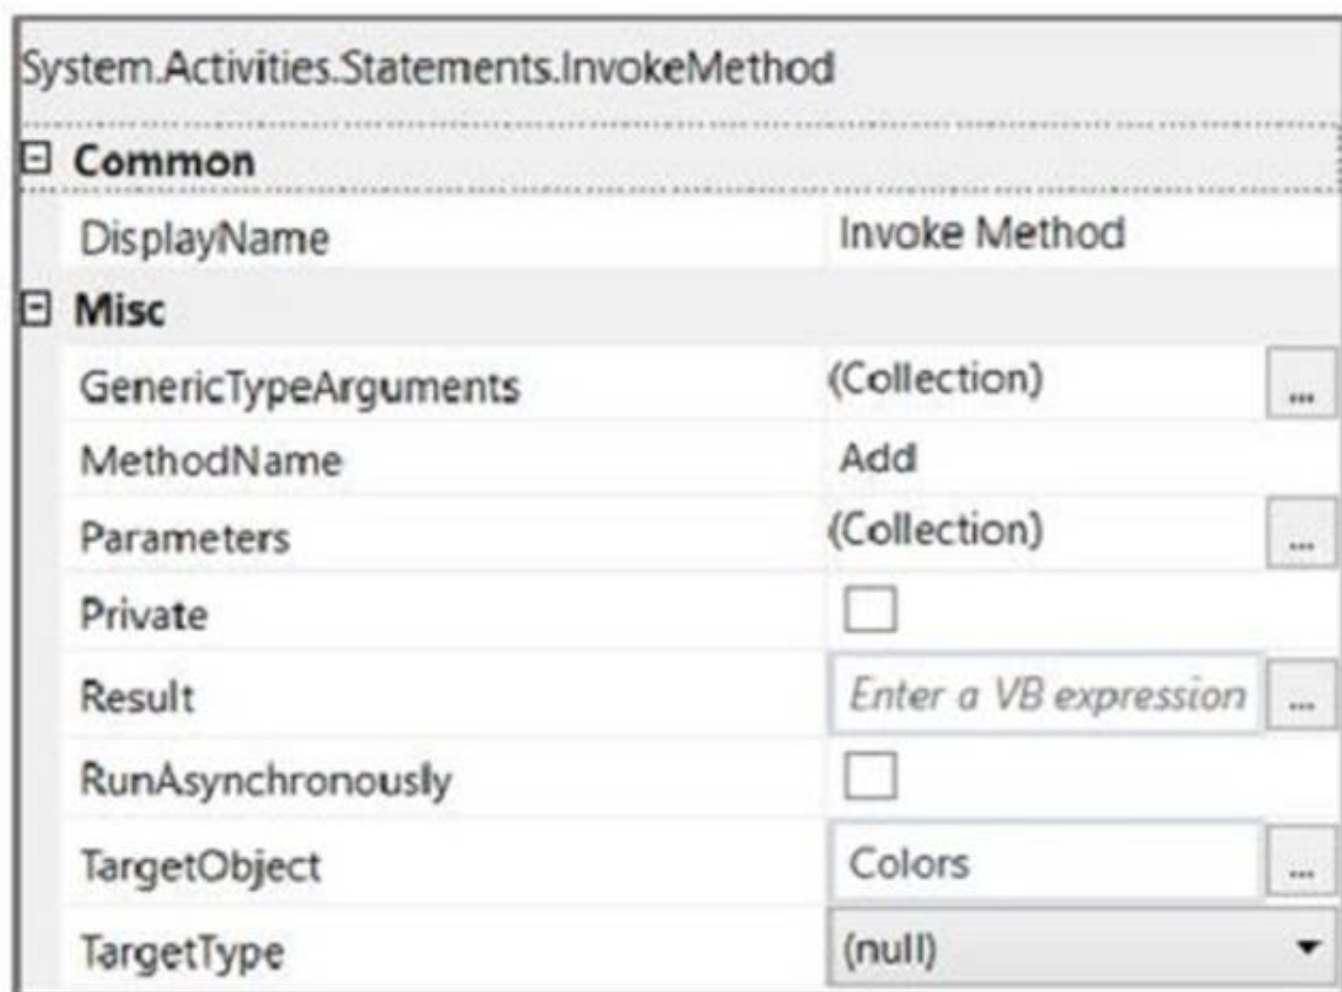 System.Activities.Statements.InvokeMethod
Common
DisplayName Invoke Method
Misc
GenericTypeArguments (Collection) ...
MethodName Add
Parameters (Collection) ...
Private
Result Enter a VB expression ...
RunAsynchronously
TargetObject Colors ...
TargetType (null)